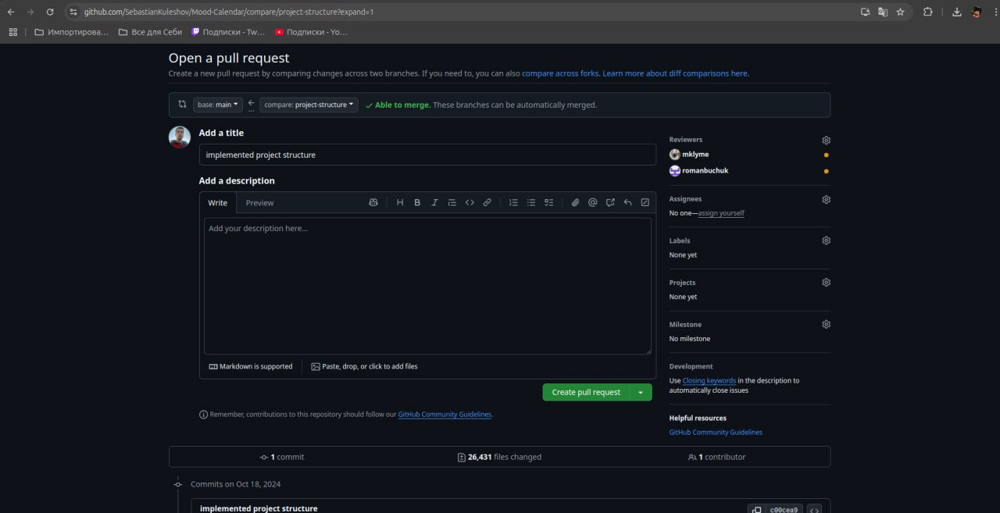 github.com/SebastianKuleshov/Mood-Calendar/compare/project-structure?expand=1
Импортирова... Все для Себи Подписки - Tw... Подписки - Yo...
Open a pull request
Create a new pull request by comparing changes across two branches. If you need to, you can also compare across forks. Learn more about diff comparisons here.
base: main compare: project-structure Able to merge. These branches can be automatically merged.
Add a title
implemented project structure
Add a description
Write Preview
Add your description here...
Markdown is supported Paste, drop, or click to add files
Create pull request
Remember, contributions to this repository should follow our GitHub Community Guidelines.
Reviewers
mklyme
romanbuchuk
Assignees
No one—assign yourself
Labels
None yet
Projects
None yet
Milestone
No milestone
Development
Use Closing keywords in the description to
automatically close issues
Helpful resources
GitHub Community Guidelines
1 commit 26,431 files changed 1 contributor
Commits on Oct 18, 2024
implemented project structure c00cea9